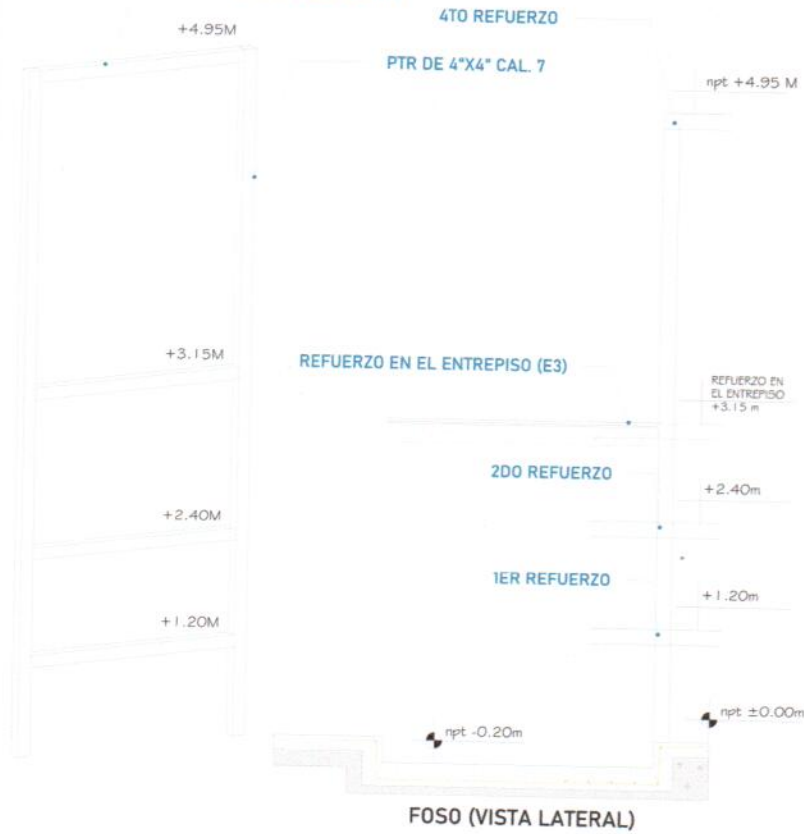 4TO REFUERZO
+4.95M
PTR DE 4"X4" CAL. 7
npt +4.95 M
+3.15M
REFUERZO EN EL ENTREPISO (E3)
REFUERZO EN
EL ENTREPISO
+3.15 m
2DO REFUERZO
+2.40m
+2.40M
1ER REFUERZO
+1.20m
+1.20M
npt ±0.00m
npt -0.20m
FOSO (VISTA LATERAL)